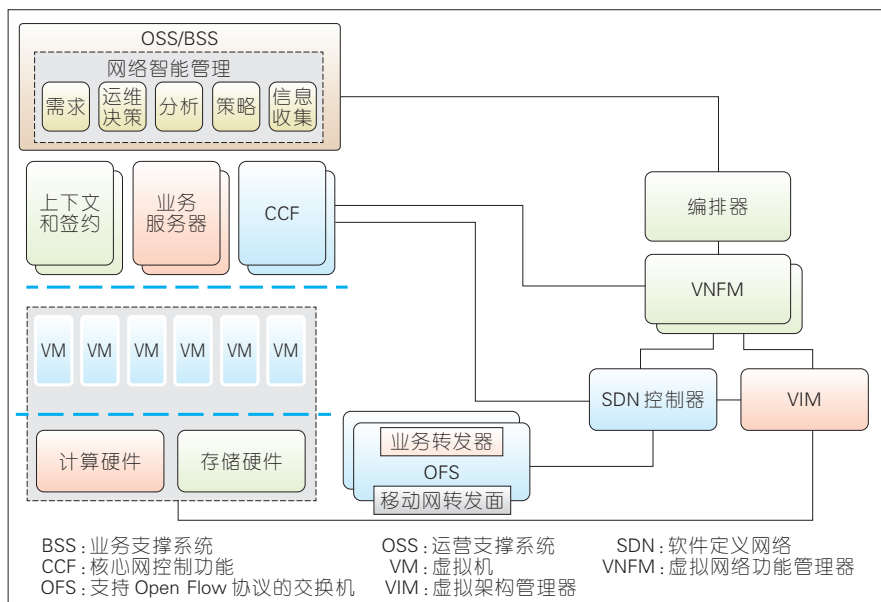 OSS/BSS
网络智能管理
需求
运维
决策
分析
策略
信息
收集
上下文
和签约
业务
服务器
CCF
编排器
VNFM
VM VM VM VM VM VM
SDN 控制器
VIM
计算硬件
存储硬件
业务转发器
OFS
移动网转发面
BSS:业务支撑系统 OSS:运营支撑系统 SDN:软件定义网络
CCF:核心网控制功能 VM:虚拟机 VNFM:虚拟网络功能管理器
OFS:支持 Open Flow 协议的交换机 VIM:虚拟架构管理器